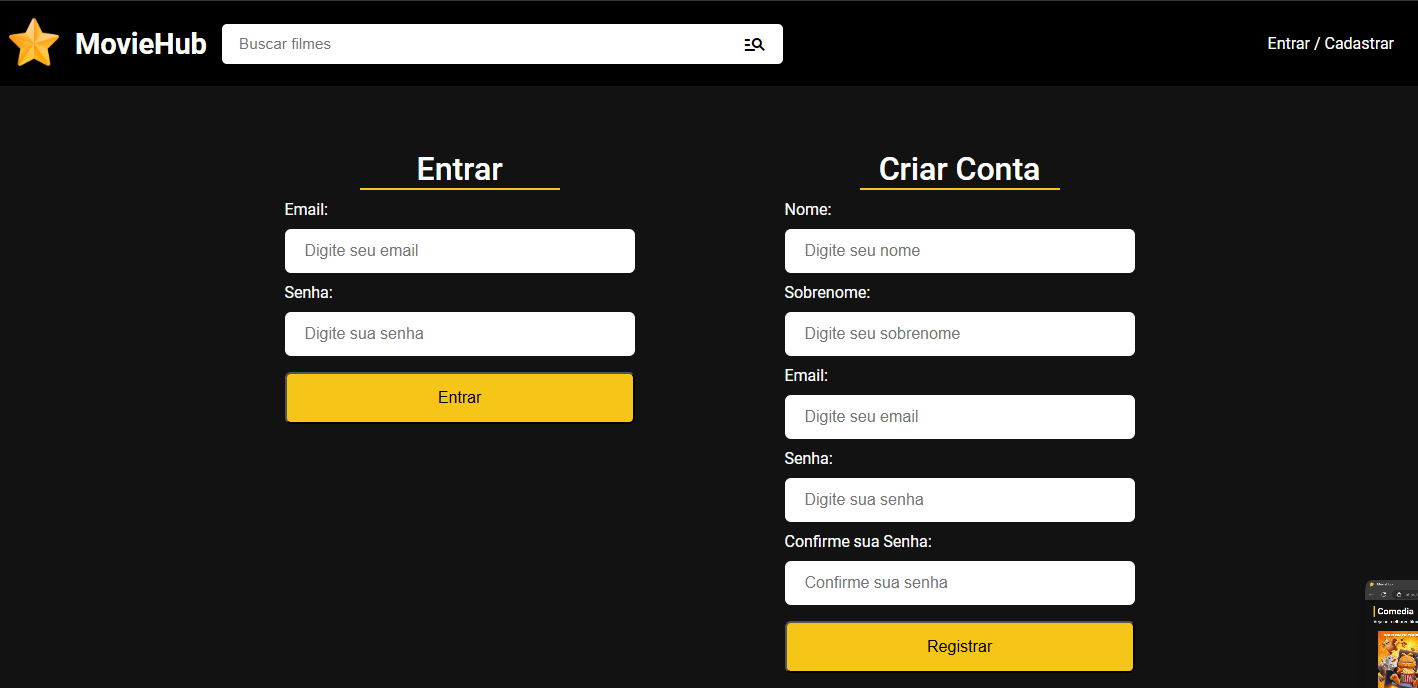 MovieHub
Buscar filmes
Entrar / Cadastrar
Entrar
Email:
Digite seu email
Senha:
Digite sua senha
Entrar
Criar Conta
Nome:
Digite seu nome
Sobrenome:
Digite seu sobrenome
Email:
Digite seu email
Senha:
Digite sua senha
Confirme sua Senha:
Confirme sua senha
Registrar
Comedia